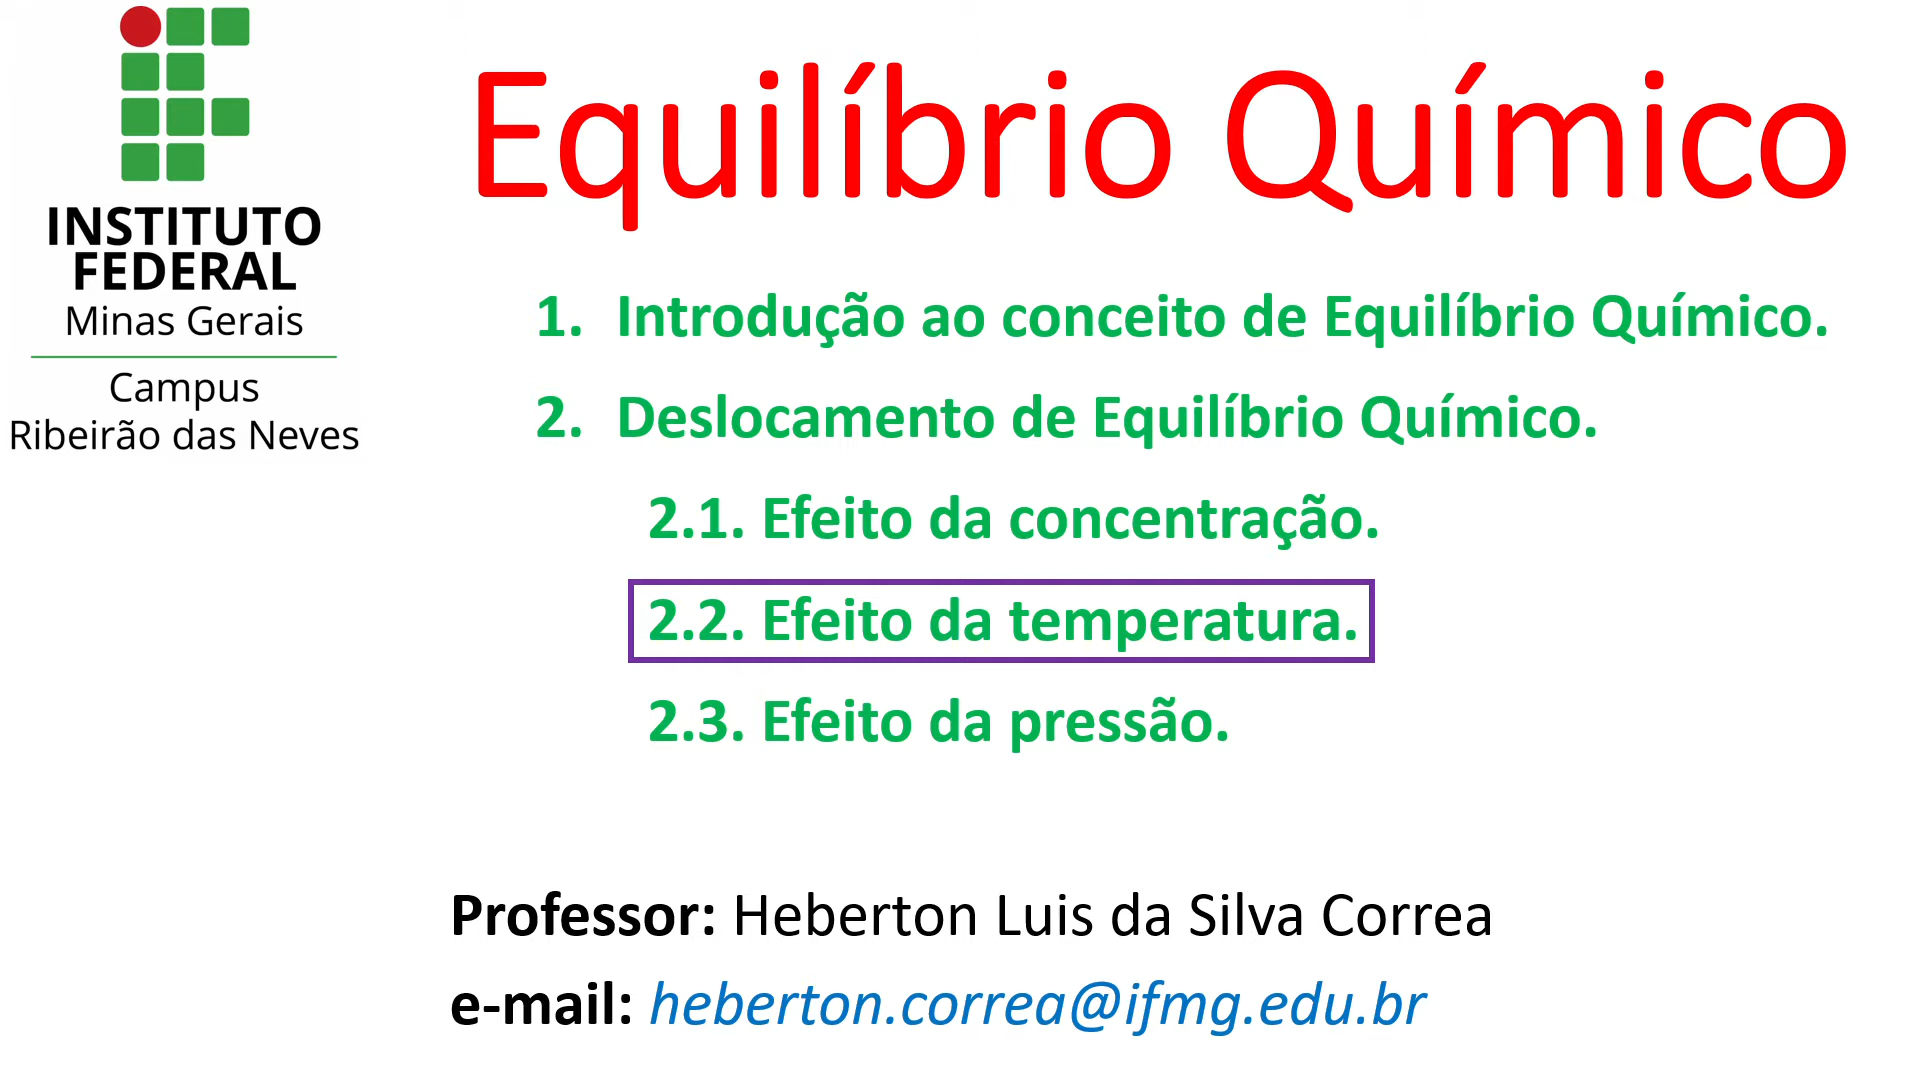 INSTITUTO
FEDERAL
Minas Gerais
Campus
Ribeirão das Neves
Equilíbrio Químico
1. Introdução ao conceito de Equilíbrio Químico.
2. Deslocamento de Equilíbrio Químico.
2.1. Efeito da concentração.
2.2. Efeito da temperatura.
2.3. Efeito da pressão.
Professor: Heberton Luis da Silva Correa
e-mail: heberton.correa@ifmg.edu.br